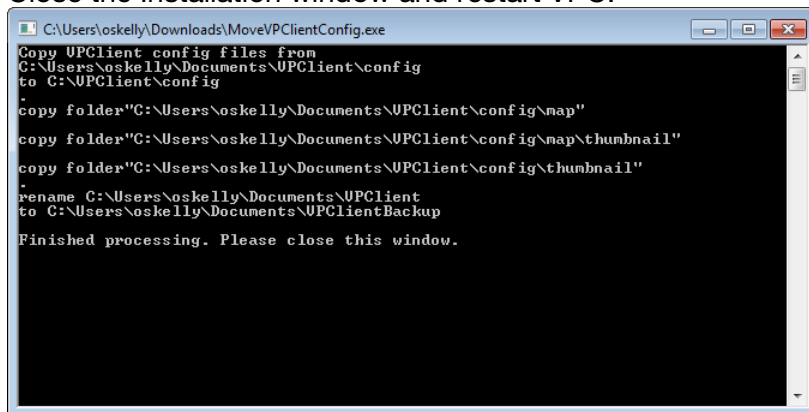 Close the installation window and restart VPC.
C:\Users\oskelly\Downloads\MoveVPClientConfig.exe
Copy VPClient config files from
C:\Users\oskelly\Documents\VPClient\config
to C:\VPClient\config
.
copy folder"C:\Users\oskelly\Documents\VPClient\config\map"
copy folder"C:\Users\oskelly\Documents\VPClient\config\map\thumbnail"
copy folder"C:\Users\oskelly\Documents\VPClient\config\thumbnail"
.
rename C:\Users\oskelly\Documents\VPClient
to C:\Users\oskelly\Documents\VPClientBackup
Finished processing. Please close this window.